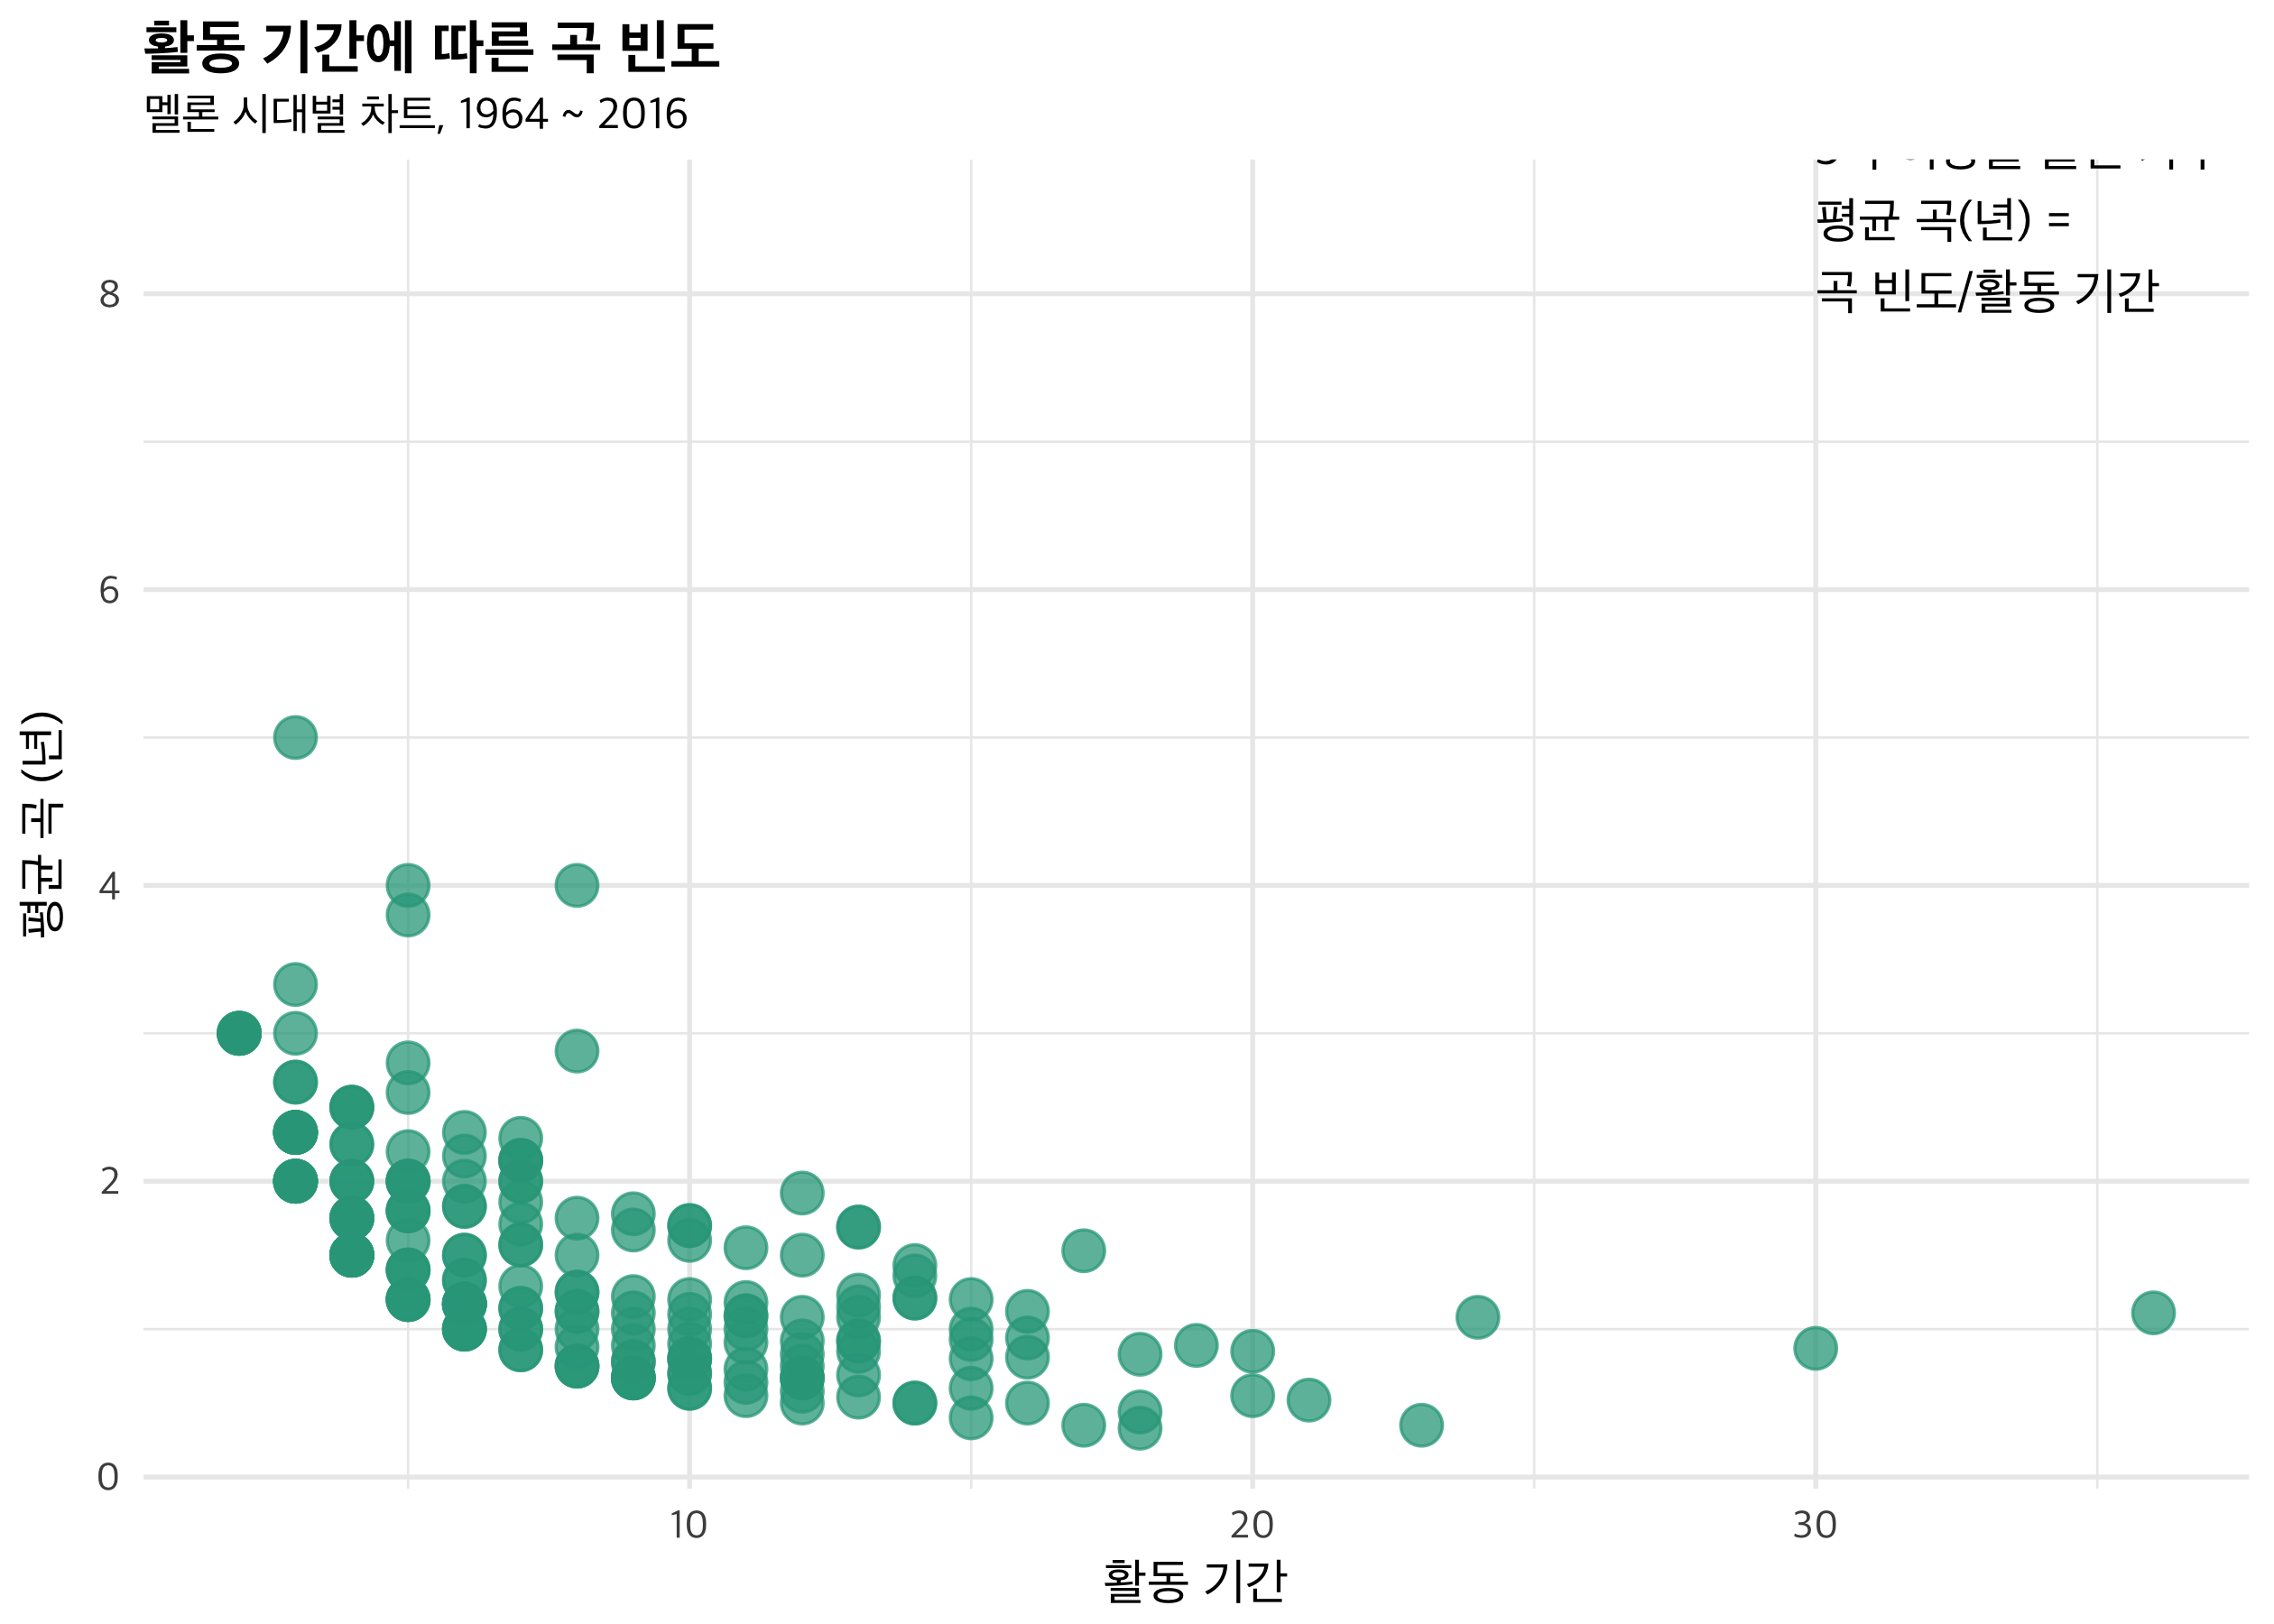 활동 기간에 따른 곡 빈도
멜론 시대별 차트, 1964 ~ 2016
평균 곡(년) =
곡 빈도/활동 기간
8
6
4
2
0
평균 곡 (년)
10 20 30
활동 기간